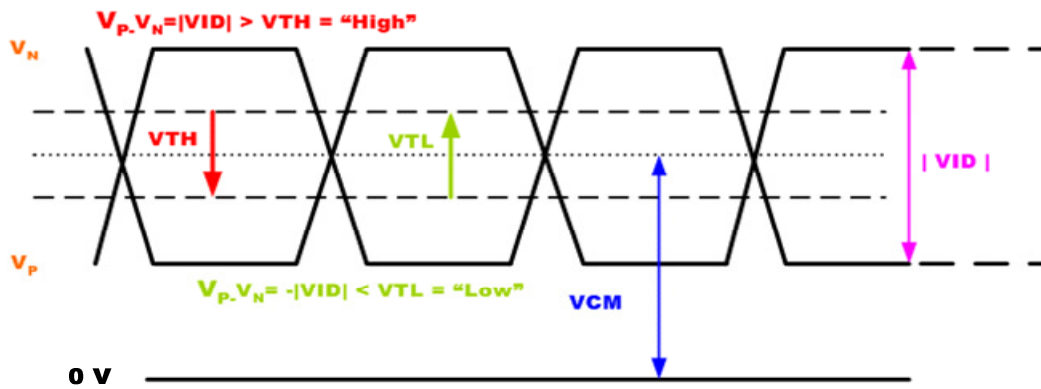 VP-VN=|VID| > VTH = “High”
VN
VTH
VTL
| VID |
VP
VP-VN= -|VID| < VTL = “Low”
VCM
0 V